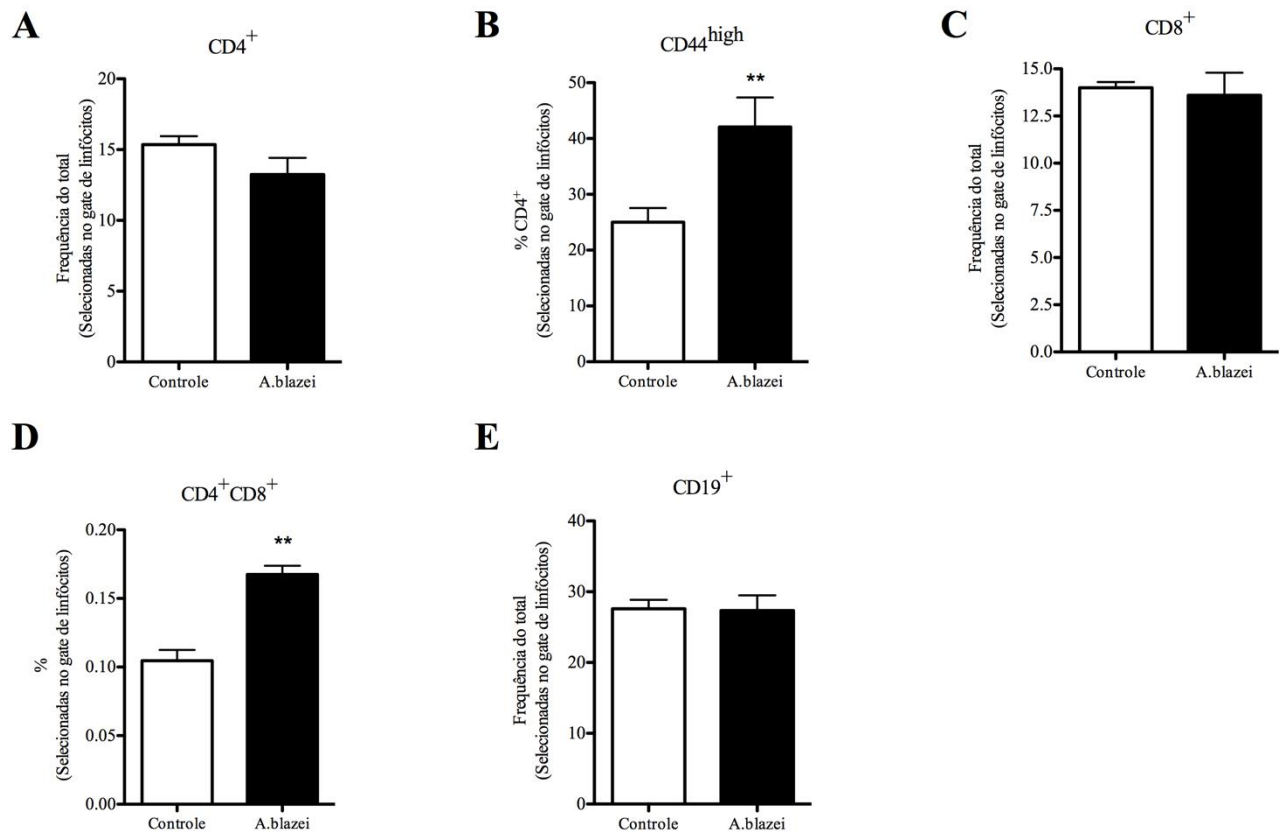 A
CD4⁺
Frequência do total
(Selecionadas no gate de linfócitos)
20
15
10
5
0
Controle
A.blazei
B
CD44ʰⁱᵍʰ
% CD4⁺
(Selecionadas no gate de linfócitos)
50
40
30
20
10
0
**
Controle
A.blazei
C
CD8⁺
Frequência do total
(Selecionadas no gate de linfócitos)
15.0
12.5
10.0
7.5
5.0
2.5
0.0
Controle
A.blazei
D
CD4⁺CD8⁺
%
(Selecionadas no gate de linfócitos)
0.20
0.15
0.10
0.05
0.00
**
Controle
A.blazei
E
CD19⁺
Frequência do total
(Selecionadas no gate de linfócitos)
40
30
20
10
0
Controle
A.blazei